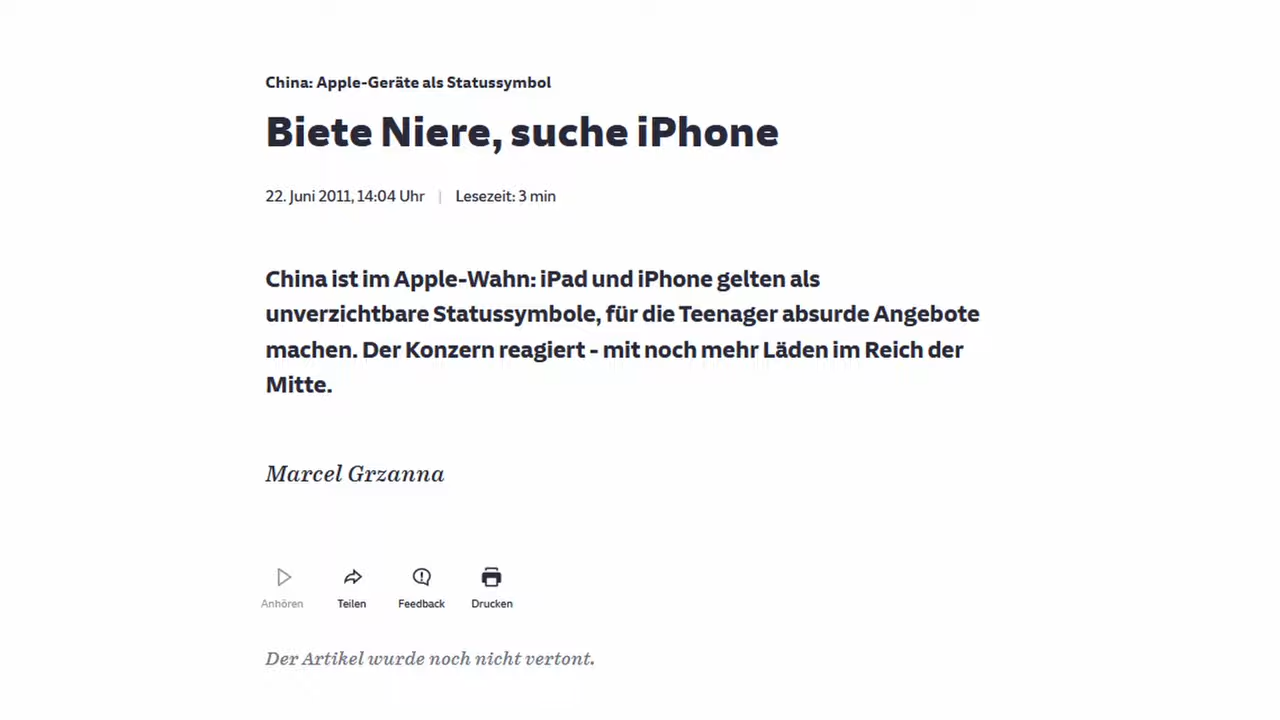 China: Apple-Geräte als Statussymbol
Biete Niere, suche iPhone
22. Juni 2011, 14:04 Uhr | Lesezeit: 3 min
China ist im Apple-Wahn: iPad und iPhone gelten als
unverzichtbare Statussymbole, für die Teenager absurde Angebote
machen. Der Konzern reagiert - mit noch mehr Läden im Reich der
Mitte.
Marcel Grzanna
Anhören Teilen Feedback Drucken
Der Artikel wurde noch nicht vertont.